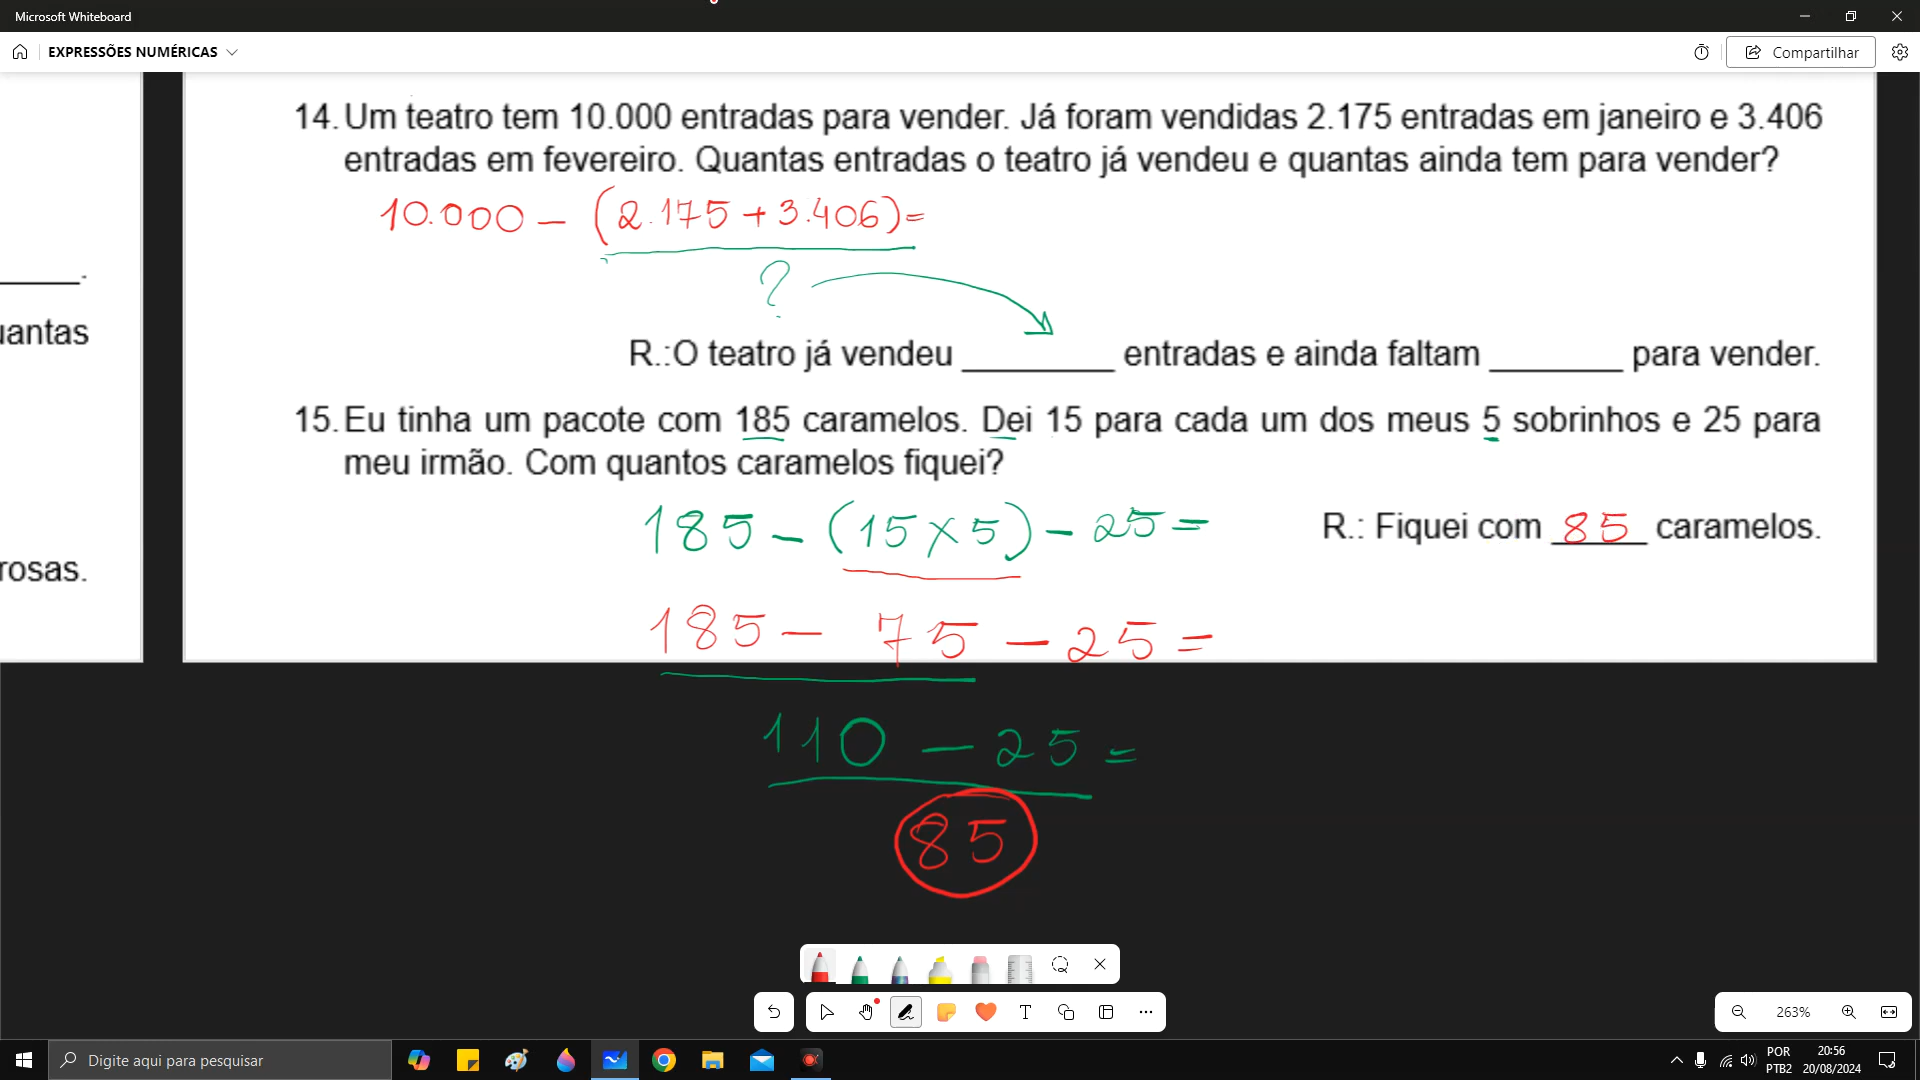 Microsoft Whiteboard
EXPRESSÕES NUMÉRICAS
Compartilhar
14. Um teatro tem 10.000 entradas para vender. Já foram vendidas 2.175 entradas em janeiro e 3.406
entradas em fevereiro. Quantas entradas o teatro já vendeu e quantas ainda tem para vender?
10.000 - (2.175 + 3.406) =
?
R.:O teatro já vendeu ________ entradas e ainda faltam _______ para vender.
uantas
15. Eu tinha um pacote com 185 caramelos. Dei 15 para cada um dos meus 5 sobrinhos e 25 para
meu irmão. Com quantos caramelos fiquei?
185 - (15 × 5) - 25 =
R.: Fiquei com 85 caramelos.
rosas.
185 - 75 - 25 =
110 - 25 =
85
263%
Digite aqui para pesquisar
POR
PTB2
20:56
20/08/2024